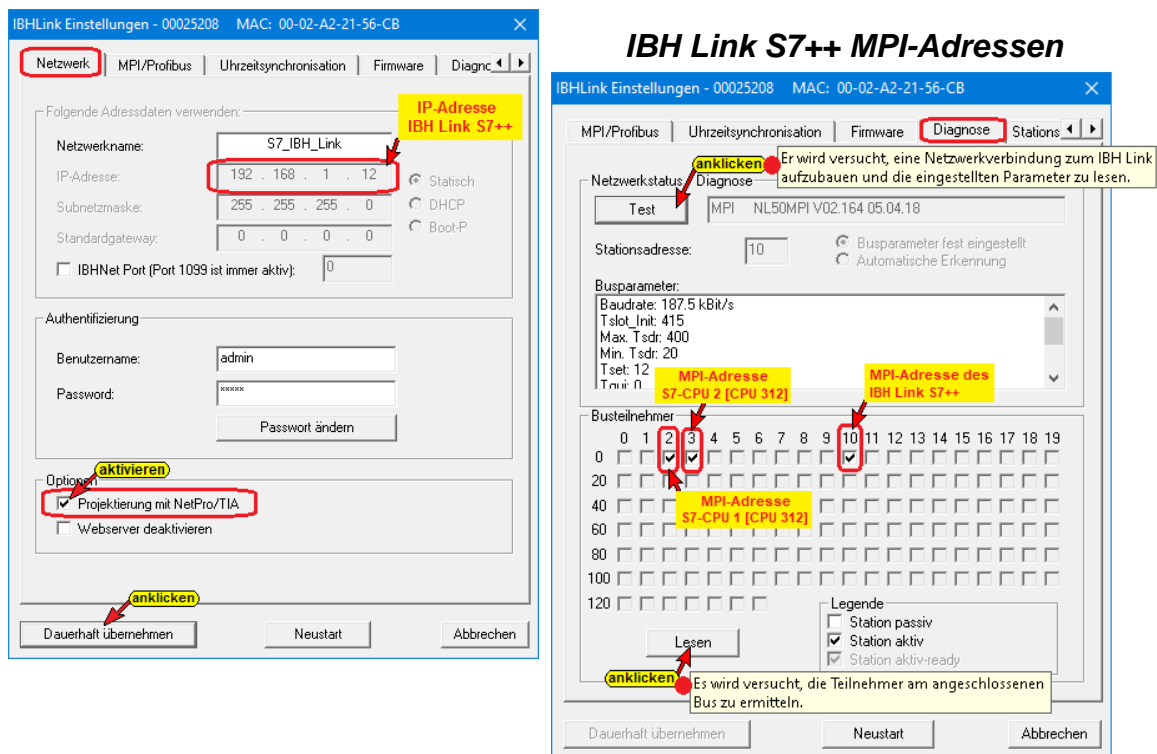 IBHLink Einstellungen - 00025208 MAC: 00-02-A2-21-56-CB
Netzwerk MPI/Profibus Uhrzeitsynchronisation Firmware Diagnc
Folgende Adressdaten verwenden:
IP-Adresse
IBH Link S7++
Netzwerkname: S7_IBH_Link
IP-Adresse: 192 . 168 . 1 . 12
Statisch
Subnetzmaske: 255 . 255 . 255 . 0
DHCP
Standardgateway: 0 . 0 . 0 . 0
Boot-P
IBHNet Port (Port 1099 ist immer aktiv): 0
Authentifizierung
Benutzername: admin
Password: xxxxx
Passwort ändern
aktivieren
Optionen
Projektierung mit NetPro/TIA
Webserver deaktivieren
anklicken
Dauerhaft übernehmen Neustart Abbrechen
IBH Link S7++ MPI-Adressen
IBHLink Einstellungen - 00025208 MAC: 00-02-A2-21-56-CB
MPI/Profibus Uhrzeitsynchronisation Firmware Diagnose Stations
anklicken
Er wird versucht, eine Netzwerkverbindung zum IBH Link
aufzubauen und die eingestellten Parameter zu lesen.
Netzwerkstatus Diagnose
Test MPI NL50MPI V02.164 05.04.18
Stationsadresse: 10
Busparameter fest eingestellt
Automatische Erkennung
Busparameter:
Baudrate: 187.5 kBit/s
Tslot_Init: 415
Max. Tsdr: 400
Min. Tsdr: 20
Tset: 12
Tqui: 0
MPI-Adresse
S7-CPU 2 [CPU 312]
MPI-Adresse des
IBH Link S7++
Busteilnehmer
0 1 2 3 4 5 6 7 8 9 10 11 12 13 14 15 16 17 18 19
0
20
40
MPI-Adresse
S7-CPU 1 [CPU 312]
60
80
100
120
Legende
Station passiv
Station aktiv
Station aktiv-ready
Lesen
anklicken
Es wird versucht, die Teilnehmer am angeschlossenen
Bus zu ermitteln.
Dauerhaft übernehmen Neustart Abbrechen